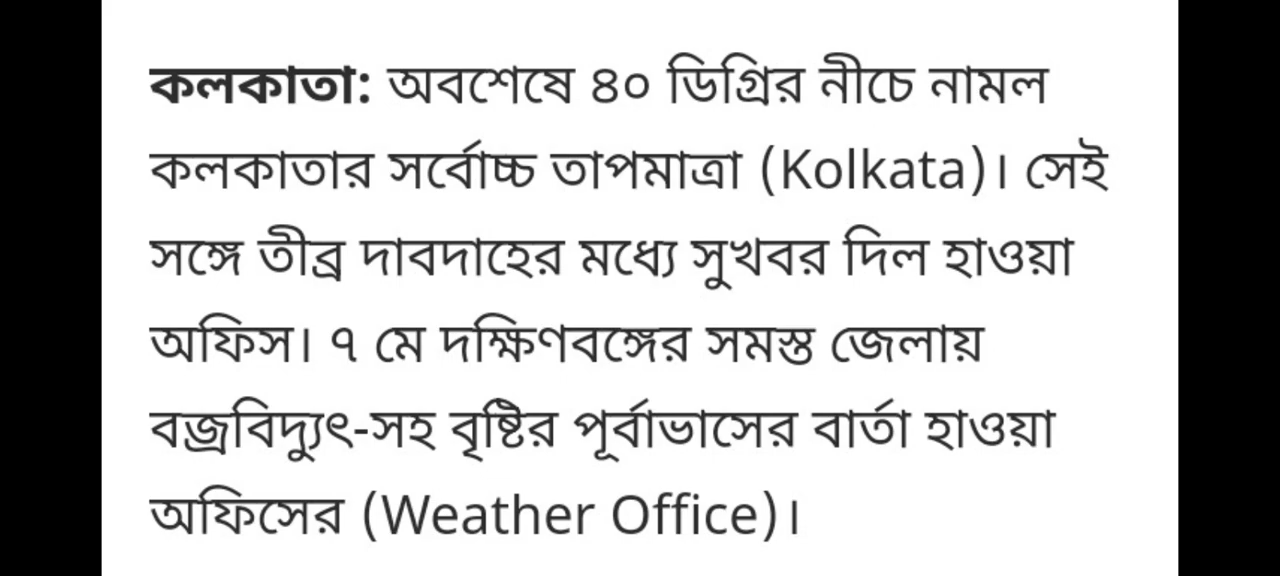 কলকাতা: অবশেষে ৪০ ডিগ্রির নীচে নামল
কলকাতার সর্বোচ্চ তাপমাত্রা (Kolkata)। সেই
সঙ্গে তীব্র দাবদাহের মধ্যে সুখবর দিল হাওয়া
অফিস। ৭ মে দক্ষিণবঙ্গের সমস্ত জেলায়
বজ্রবিদ্যুৎ-সহ বৃষ্টির পূর্বাভাসের বার্তা হাওয়া
অফিসের (Weather Office)।